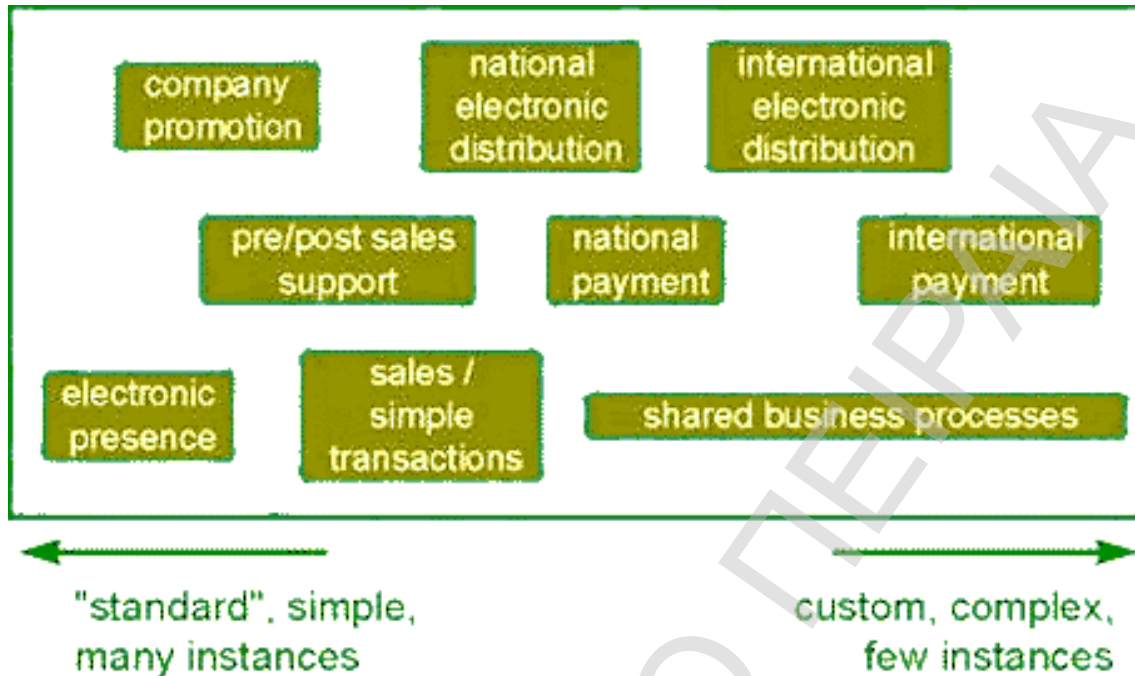 company
promotion
national
electronic
distribution
international
electronic
distribution
pre/post sales
support
national
payment
international
payment
electronic
presence
sales /
simple
transactions
shared business processes
"standard", simple,
many instances
custom, complex,
few instances
Ο ΠΕΙΡΑΙΑ